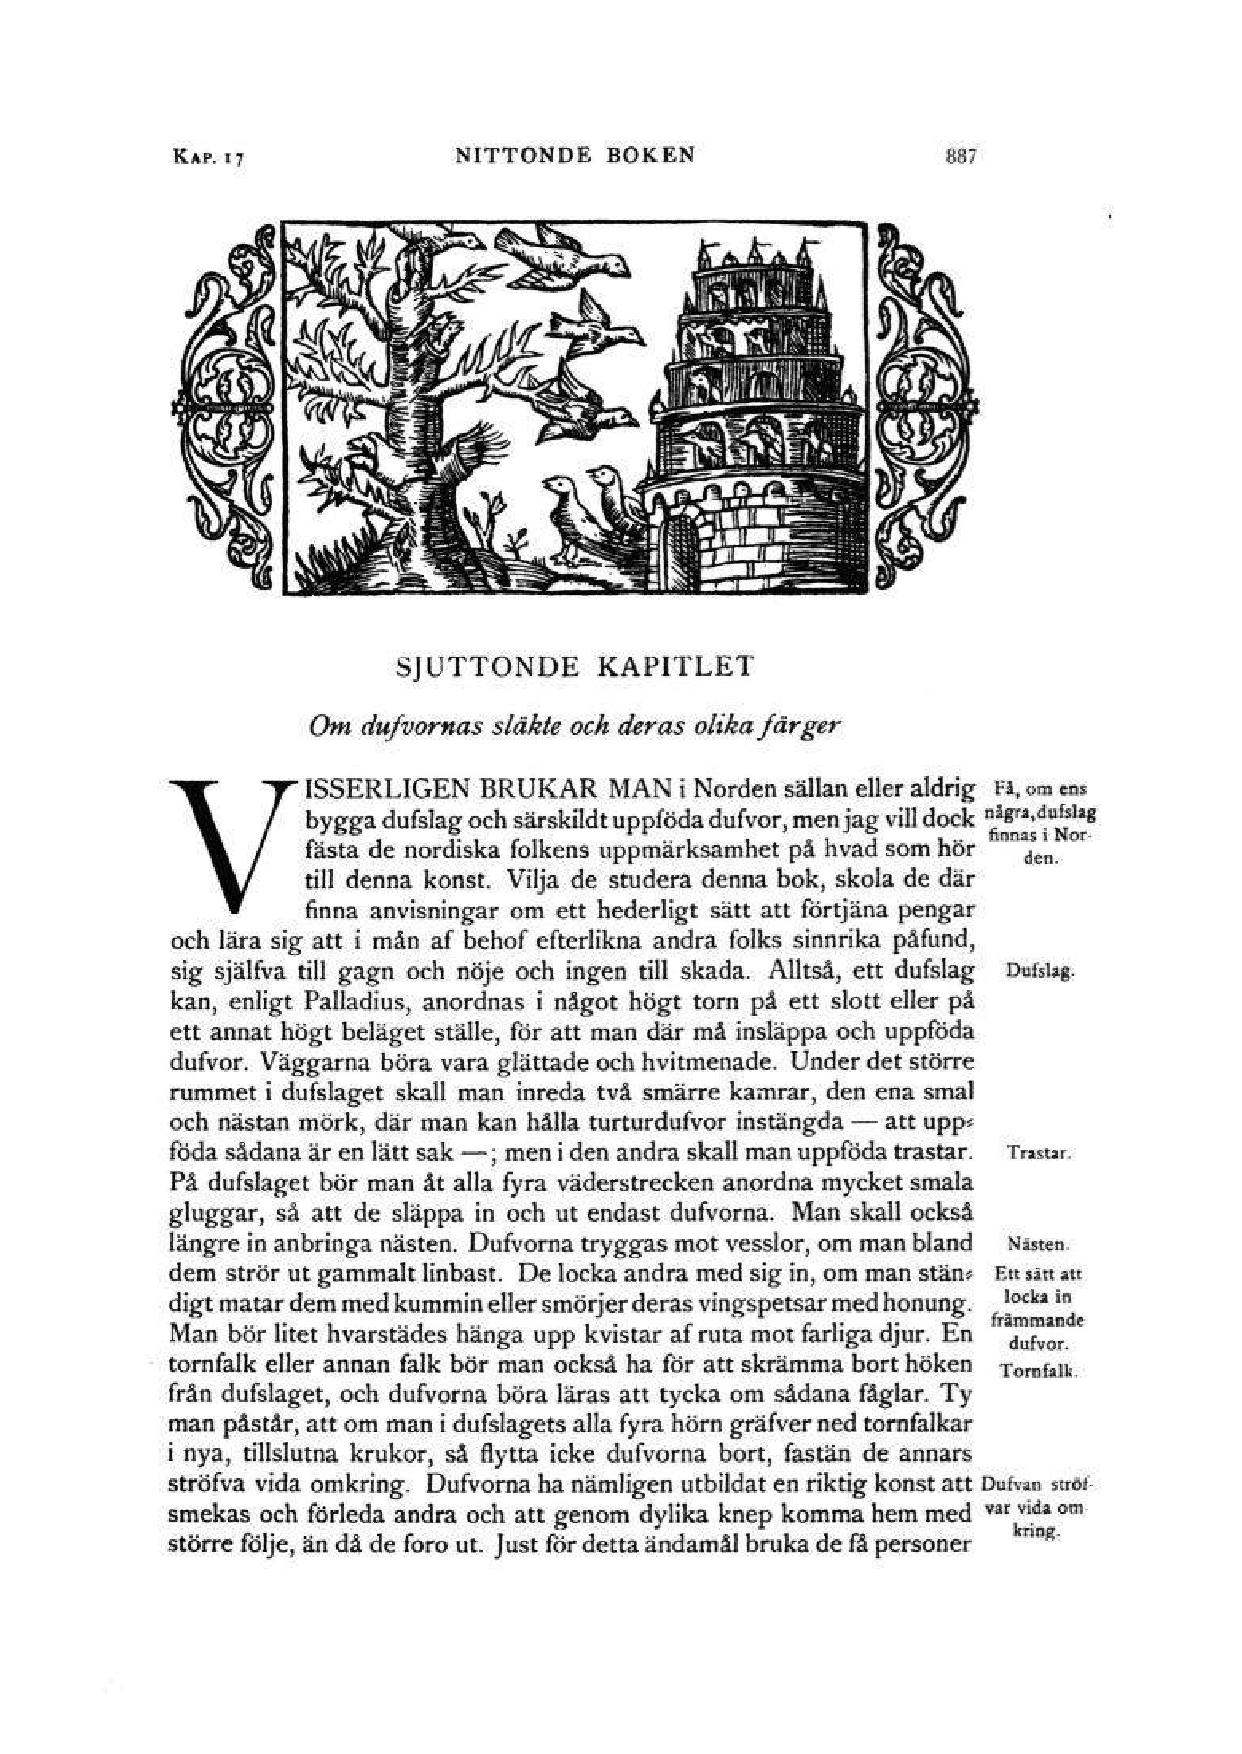 KAP. 17 NITTONDE BOKEN 887
SJUTTONDE KAPITLET
Om dufvornas släkte och deras olika färger
VISSERLIGEN BRUKAR MAN i Norden sällan eller aldrig
bygga dufslag och särskildt uppföda dufvor, men jag vill dock
fästa de nordiska folkens uppmärksamhet på hvad som hör
till denna konst. Vilja de studera denna bok, skola de där
finna anvisningar om ett hederligt sätt att förtjäna pengar
och lära sig att i mån af behof efterlikna andra folks sinnrika påfund,
sig själfva till gagn och nöje och ingen till skada. Alltså, ett dufslag
kan, enligt Palladius, anordnas i något högt torn på ett slott eller på
ett annat högt beläget ställe, för att man där må insläppa och uppföda
dufvor. Väggarna böra vara glättade och hvitmenade. Under det större
rummet i dufslaget skall man inreda två smärre kamrar, den ena smal
och nästan mörk, där man kan hålla turturdufvor instängda — att upp-
föda sådana är en lätt sak —; men i den andra skall man uppföda trastar.
På dufslaget bör man åt alla fyra väderstrecken anordna mycket smala
gluggar, så att de släppa in och ut endast dufvorna. Man skall också
längre in anbringa nästen. Dufvorna tryggas mot vesslor, om man bland
dem strör ut gammalt linbast. De locka andra med sig in, om man stän-
digt matar dem med kummin eller smörjer deras vingspetsar med honung.
Man bör litet hvarstädes hänga upp kvistar af ruta mot farliga djur. En
tornfalk eller annan falk bör man också ha för att skrämma bort höken
från dufslaget, och dufvorna böra läras att tycka om sådana fåglar. Ty
man påstår, att om man i dufslagets alla fyra hörn gräfver ned tornfalkar
i nya, tillslutna krukor, så flytta icke dufvorna bort, fastän de annars
ströfva vida omkring. Dufvorna ha nämligen utbildat en riktig konst att
smekas och förleda andra och att genom dylika knep komma hem med
större följe, än då de foro ut. Just för detta ändamål bruka de få personer
Få, om ens
några, dufslag
finnas i Nor-
den.
Dufslag.
Trastar.
Nästen.
Ett sätt att
locka in
främmande
dufvor.
Tornfalk.
Dufvan ströf-
var vida om-
kring.